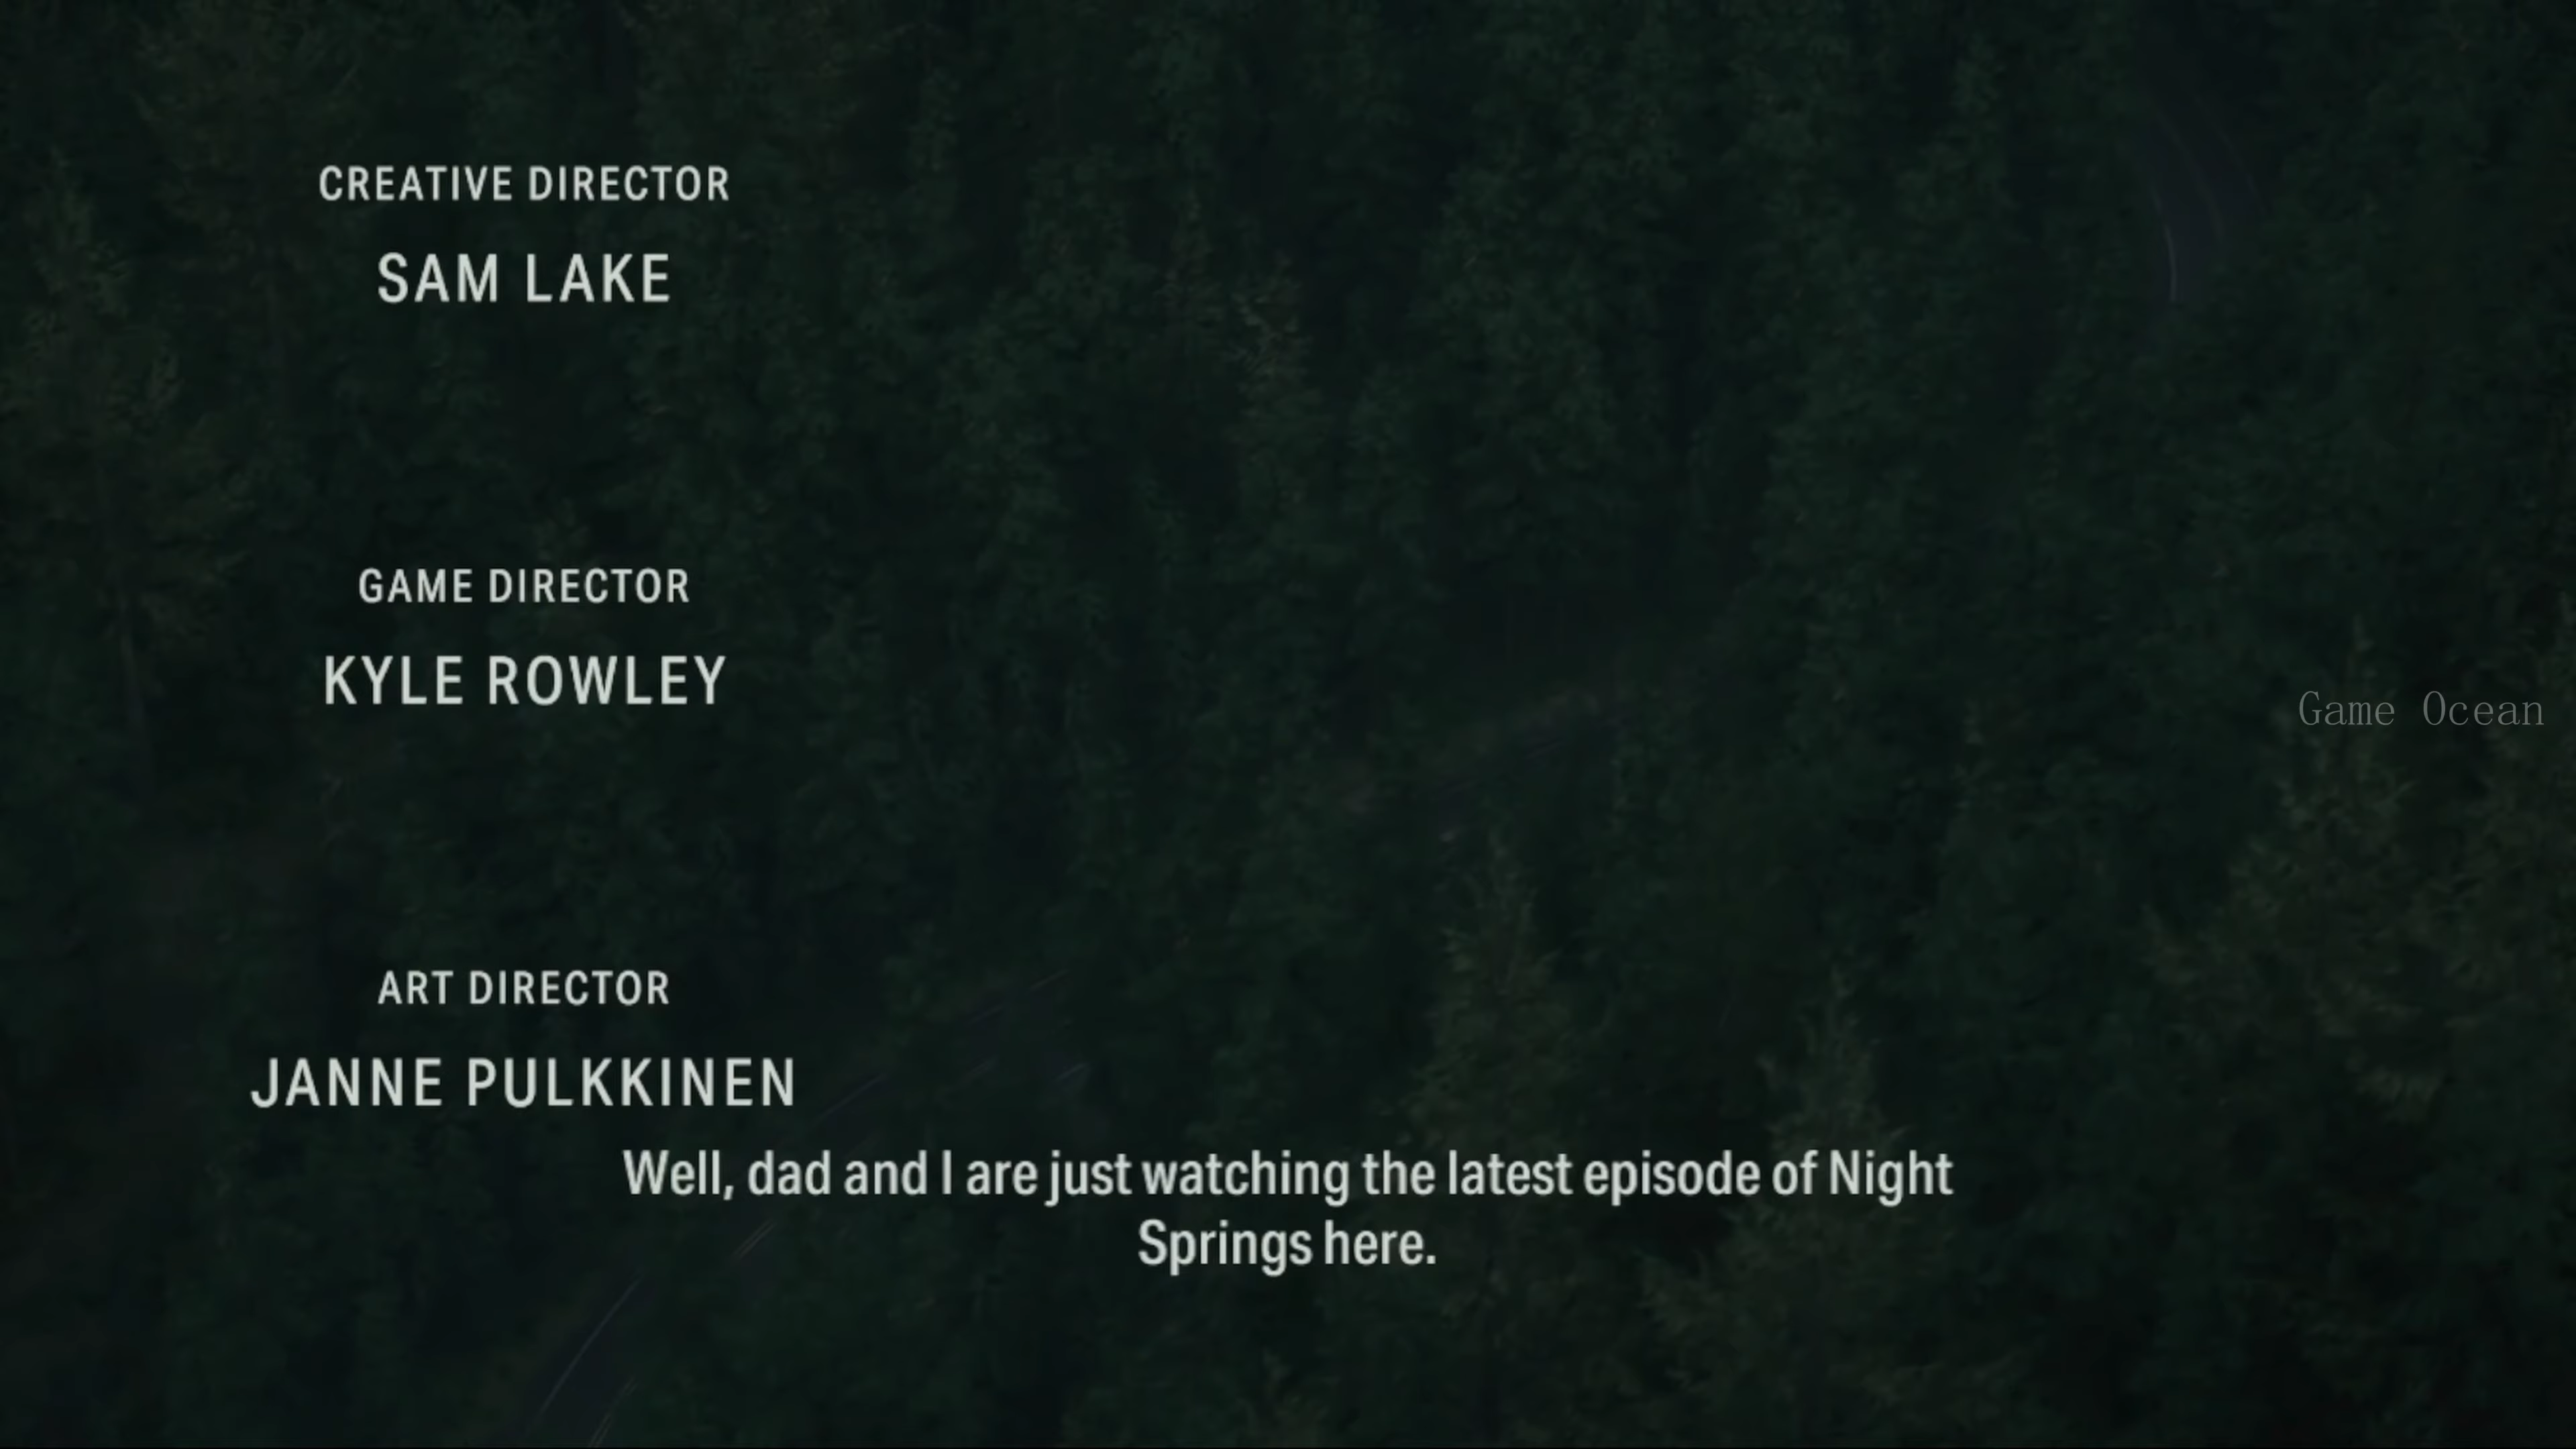 CREATIVE DIRECTOR
SAM LAKE
GAME DIRECTOR
KYLE ROWLEY
Game Ocean
ART DIRECTOR
JANNE PULKKINEN
Well, dad and I are just watching the latest episode of Night
Springs here.